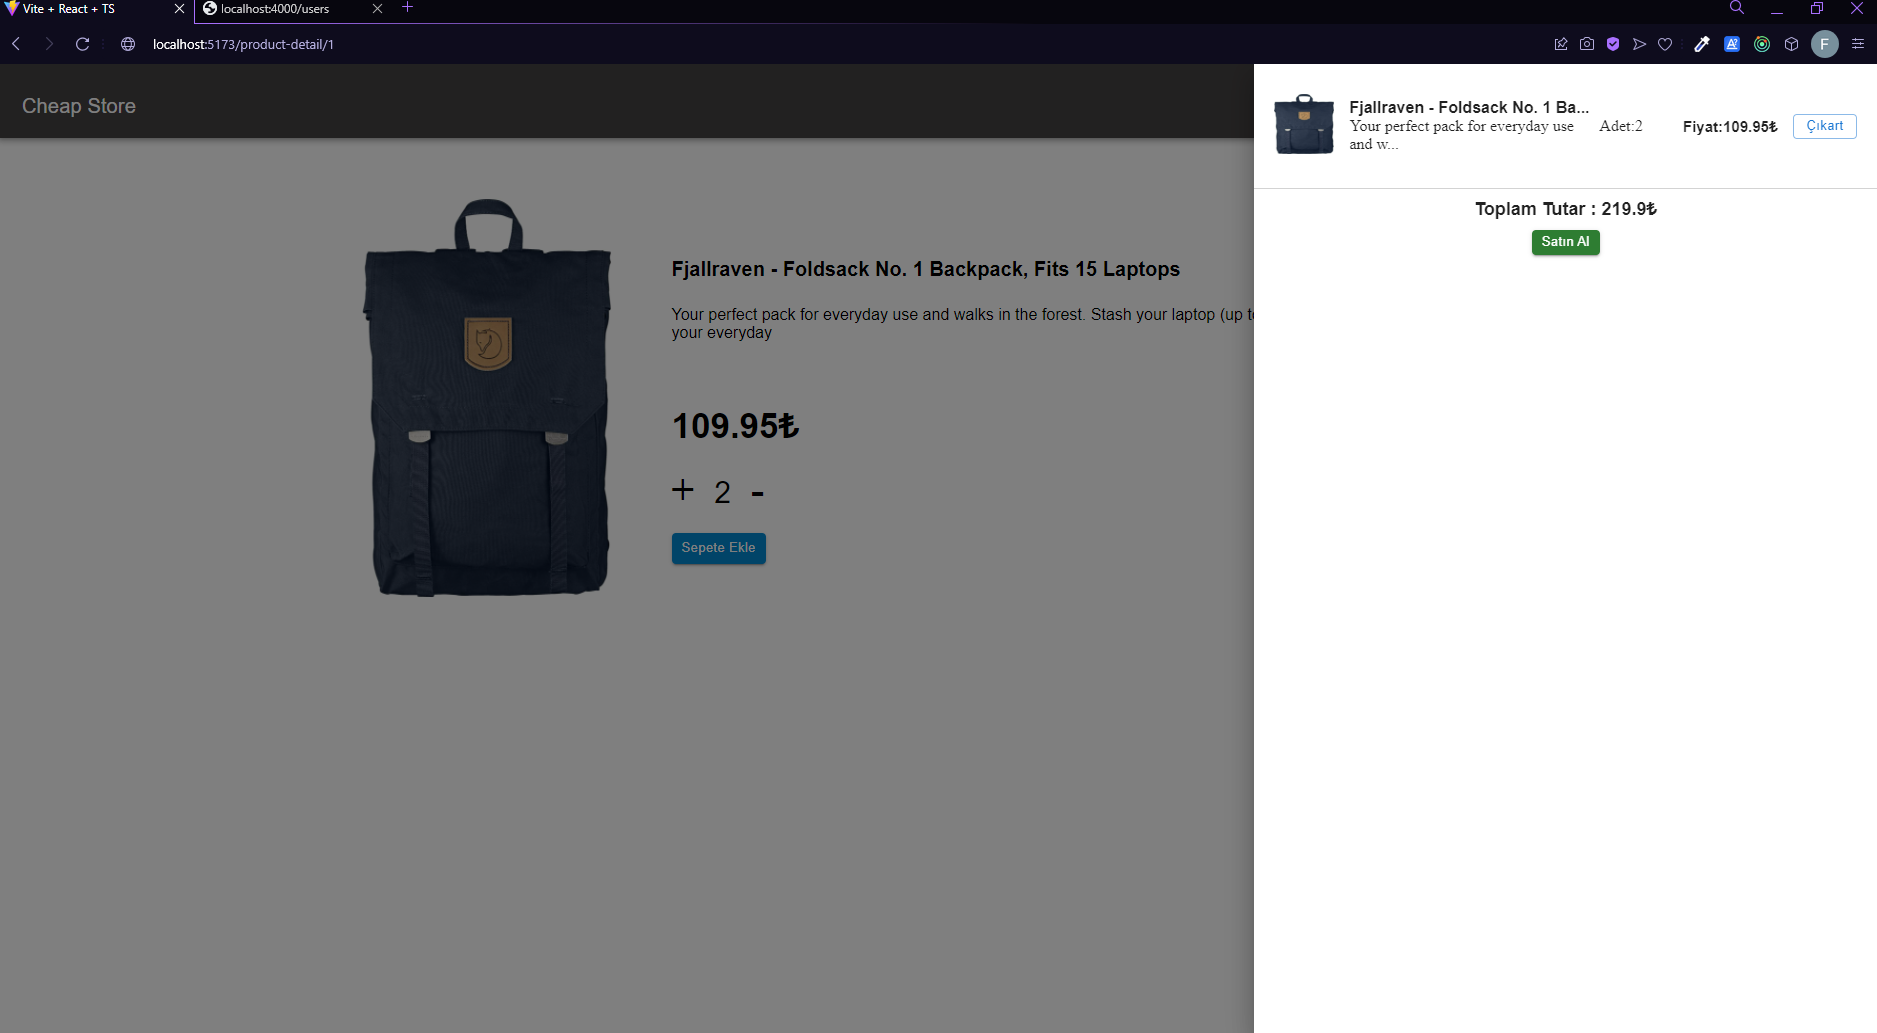 Vite + React + TS
localhost:4000/users
localhost:5173/product-detail/1
F
Cheap Store
Fjallraven - Foldsack No. 1 Backpack, Fits 15 Laptops
Your perfect pack for everyday use and walks in the forest. Stash your laptop (up
your everyday
109.95₺
+ 2 -
Sepete Ekle
Fjallraven - Foldsack No. 1 Ba...
Your perfect pack for everyday use
and w...
Adet:2
Fiyat:109.95₺
Çıkart
Toplam Tutar : 219.9₺
Satın Al